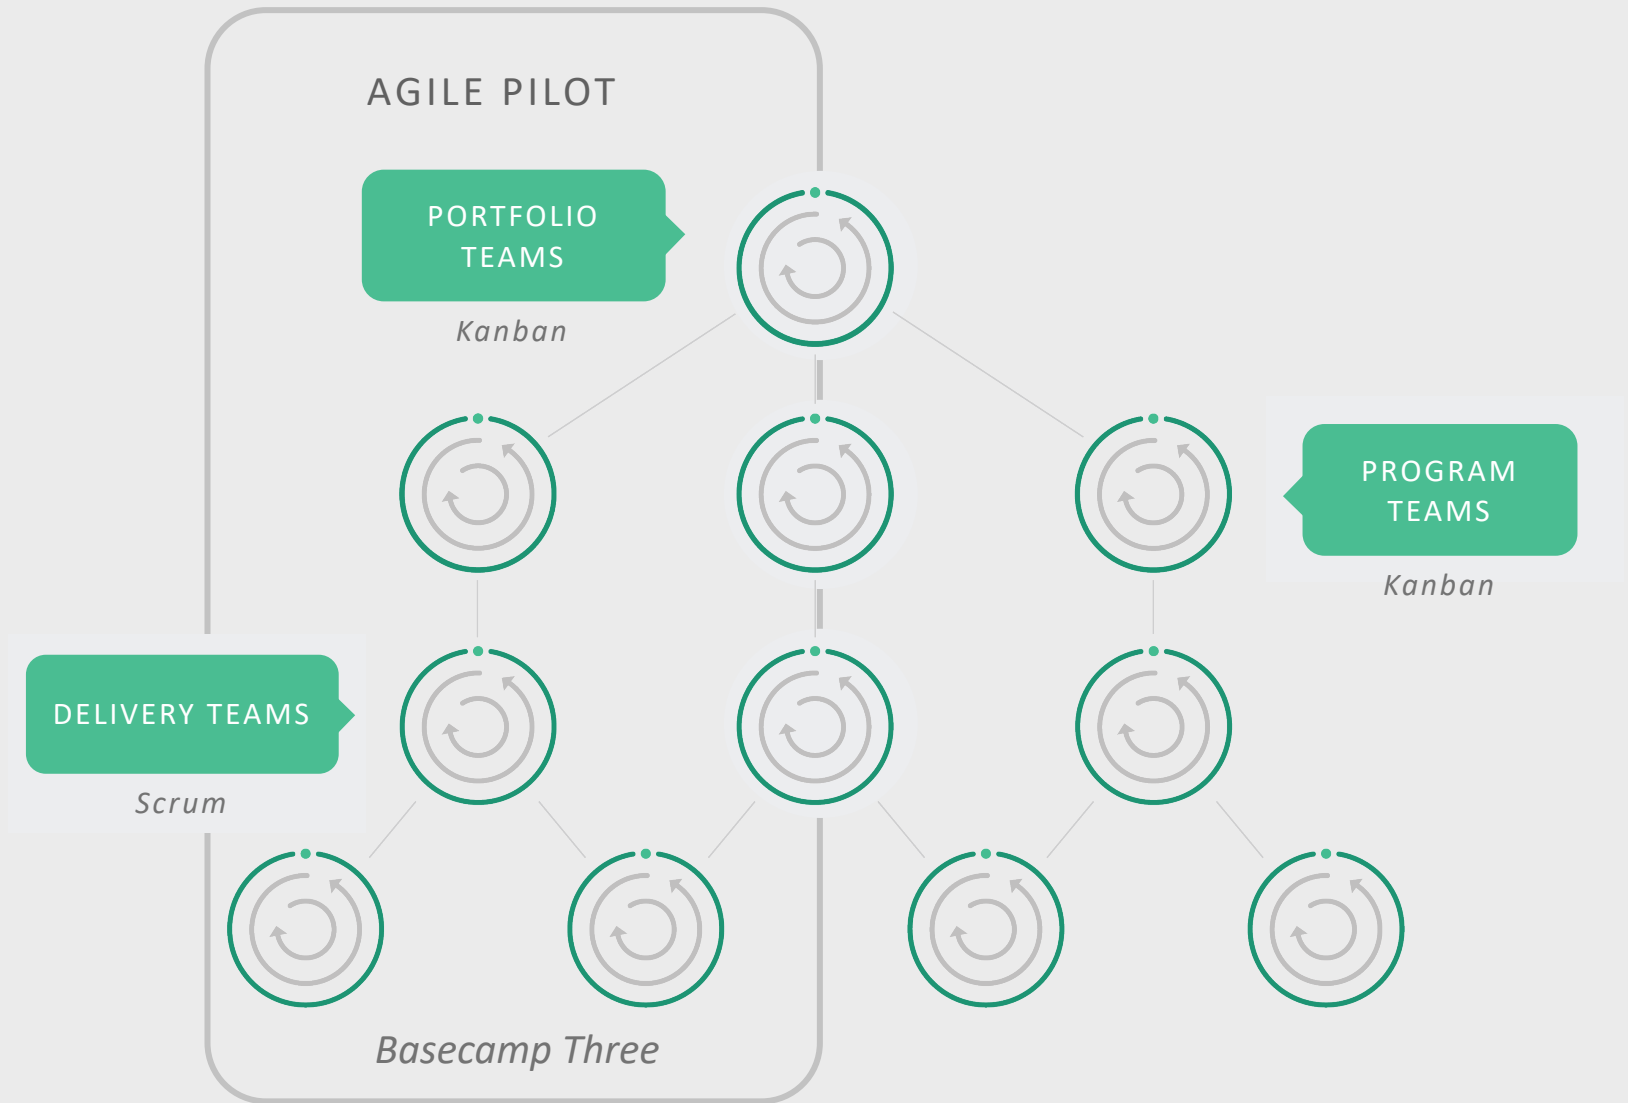 AGILE PILOT
PORTFOLIO
TEAMS
Kanban
PROGRAM
TEAMS
Kanban
DELIVERY TEAMS
Scrum
Basecamp Three